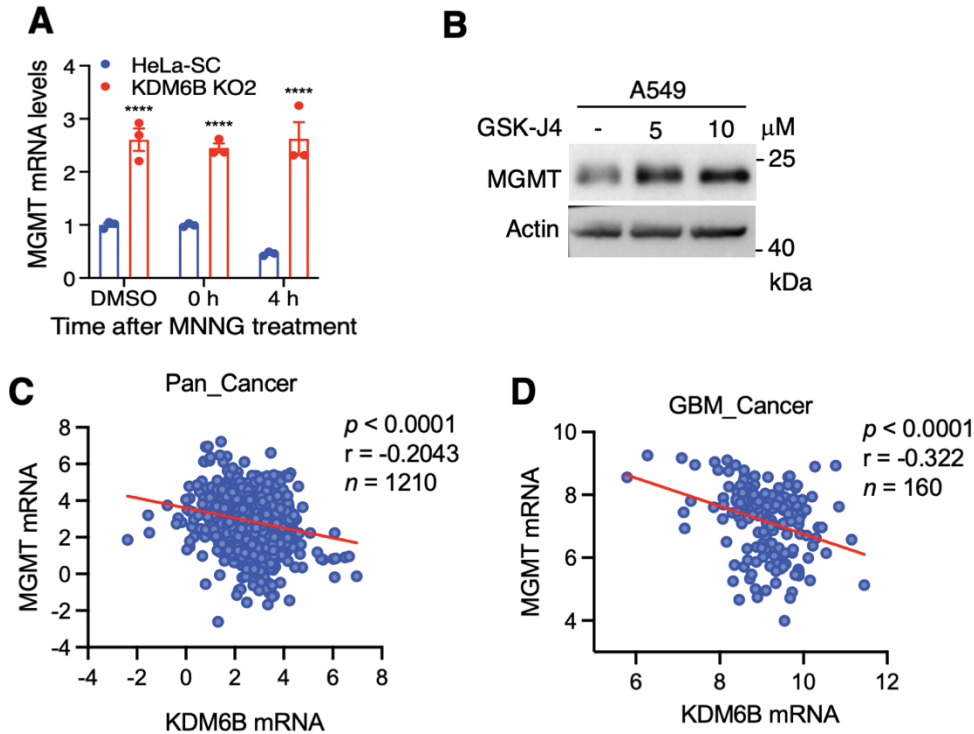 A
MGMT mRNA levels
4
3
2
1
0
HeLa-SC
KDM6B KO2
****
****
****
DMSO
0 h
4 h
Time after MNNG treatment
B
A549
GSK-J4
-
5
10
μM
MGMT
- 25
Actin
- 40
kDa
C
Pan_Cancer
p < 0.0001
r = -0.2043
n = 1210
MGMT mRNA
8
6
4
2
0
-2
-4
-4 -2 0 2 4 6 8
KDM6B mRNA
D
GBM_Cancer
p < 0.0001
r = -0.322
n = 160
MGMT mRNA
10
8
6
4
6 8 10 12
KDM6B mRNA